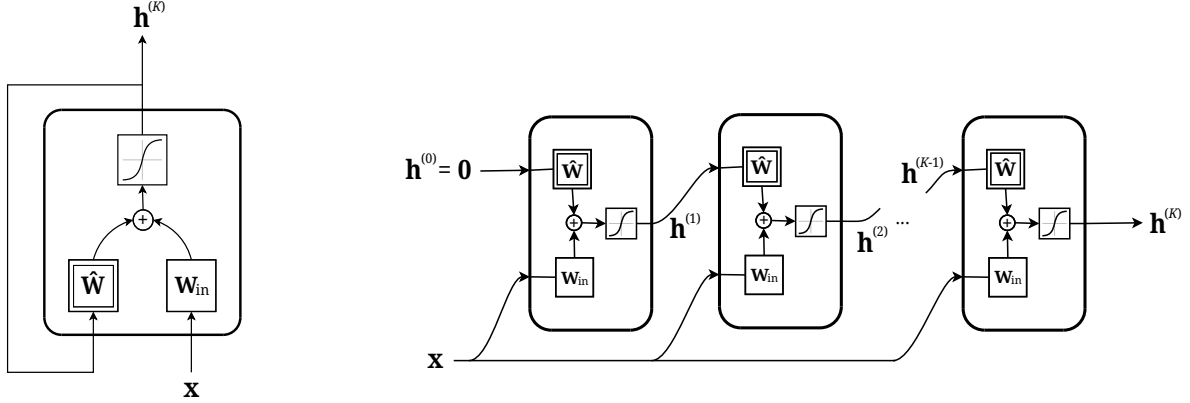 h^(K)
Ŵ
W_in
x
h^(0) = 0
Ŵ
W_in
h^(1)
Ŵ
W_in
h^(2)
...
h^(K-1)
Ŵ
W_in
h^(K)
x